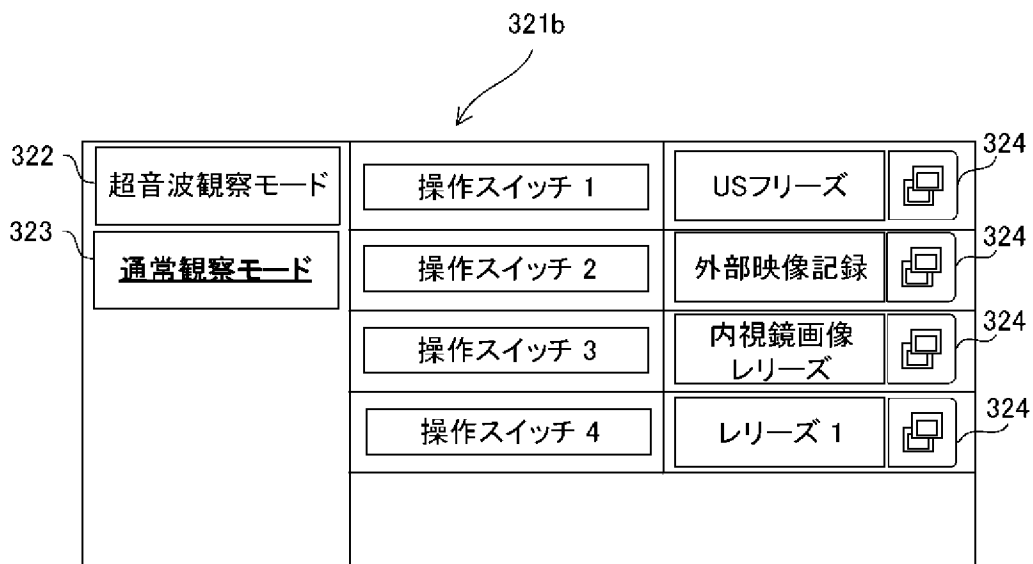 321b
322
超音波観察モード
操作スイッチ 1
USフリーズ
324
323
通常観察モード
操作スイッチ 2
外部映像記録
324
操作スイッチ 3
内視鏡画像
レリーズ
324
操作スイッチ 4
レリーズ 1
324